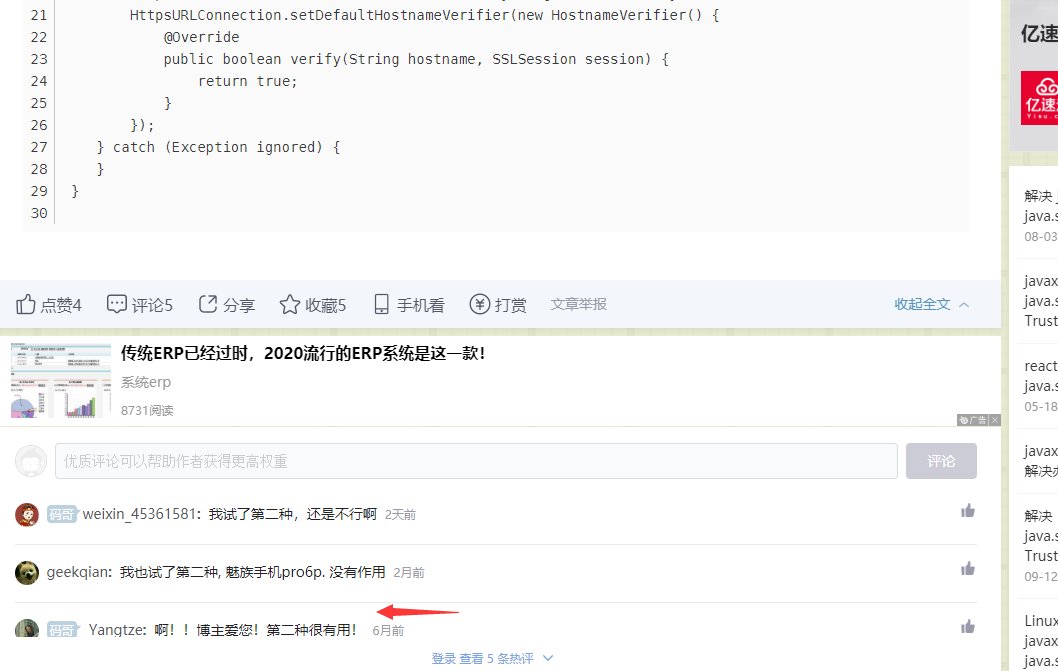 21 HttpsURLConnection.setDefaultHostnameVerifier(new HostnameVerifier() {
22 @Override
23 public boolean verify(String hostname, SSLSession session) {
24 return true;
25 }
26 });
27 } catch (Exception ignored) {
28 }
29 }
30
点赞4 评论5 分享 收藏5 手机看 打赏 文章举报 收起全文
传统ERP已经过时，2020流行的ERP系统是这一款！
系统erp
8731阅读
广告
优质评论可以帮助作者获得更高权重 评论
码哥 weixin_45361581: 我试了第二种，还是不行啊 2天前
geekqian: 我也试了第二种, 魅族手机pro6p. 没有作用 2月前
码哥 Yangtze: 啊！！博主爱您！第二种很有用！ 6月前
登录 查看 5 条热评
亿速
亿速
Yisu.c
解决
java.s
08-03
javax
java.s
Trust
react
java.s
05-18
javax
解决
解决
java.s
Trust
09-12
Linux
javax
java.s